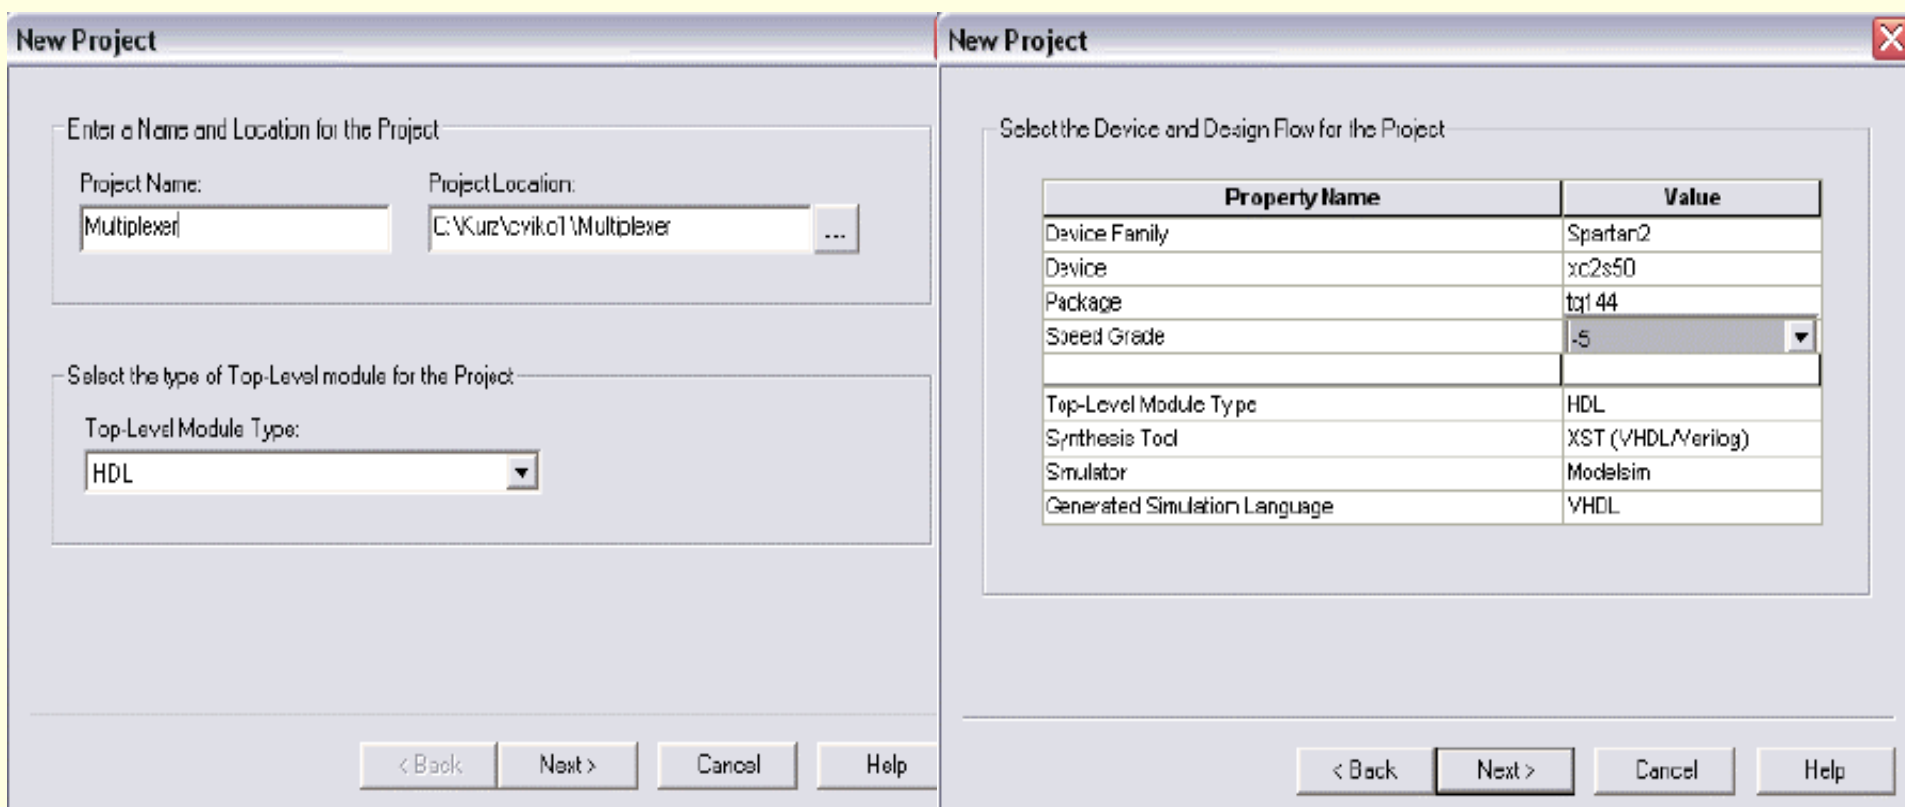 New Project
Enter a Name and Location for the Project
Project Name:
Project Location:
Multiplexer
C:\Kurz\cviko1\Multiplexer
...
Select the type of Top-Level module for the Project
Top-Level Module Type:
HDL
< Back
Next >
Cancel
Help
New Project
Select the Device and Design Flow for the Project
Property Name Value
Device Family Spartan2
Device xc2s50
Package tq144
Speed Grade -5
Top-Level Module Type HDL
Synthesis Tool XST (VHDL/Verilog)
Simulator Modelsim
Generated Simulation Language VHDL
< Back
Next >
Cancel
Help